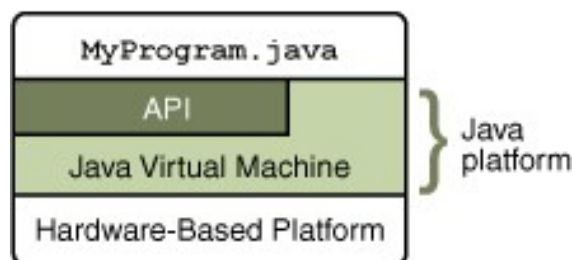 MyProgram.java
API
Java Virtual Machine
Hardware-Based Platform
Java
platform